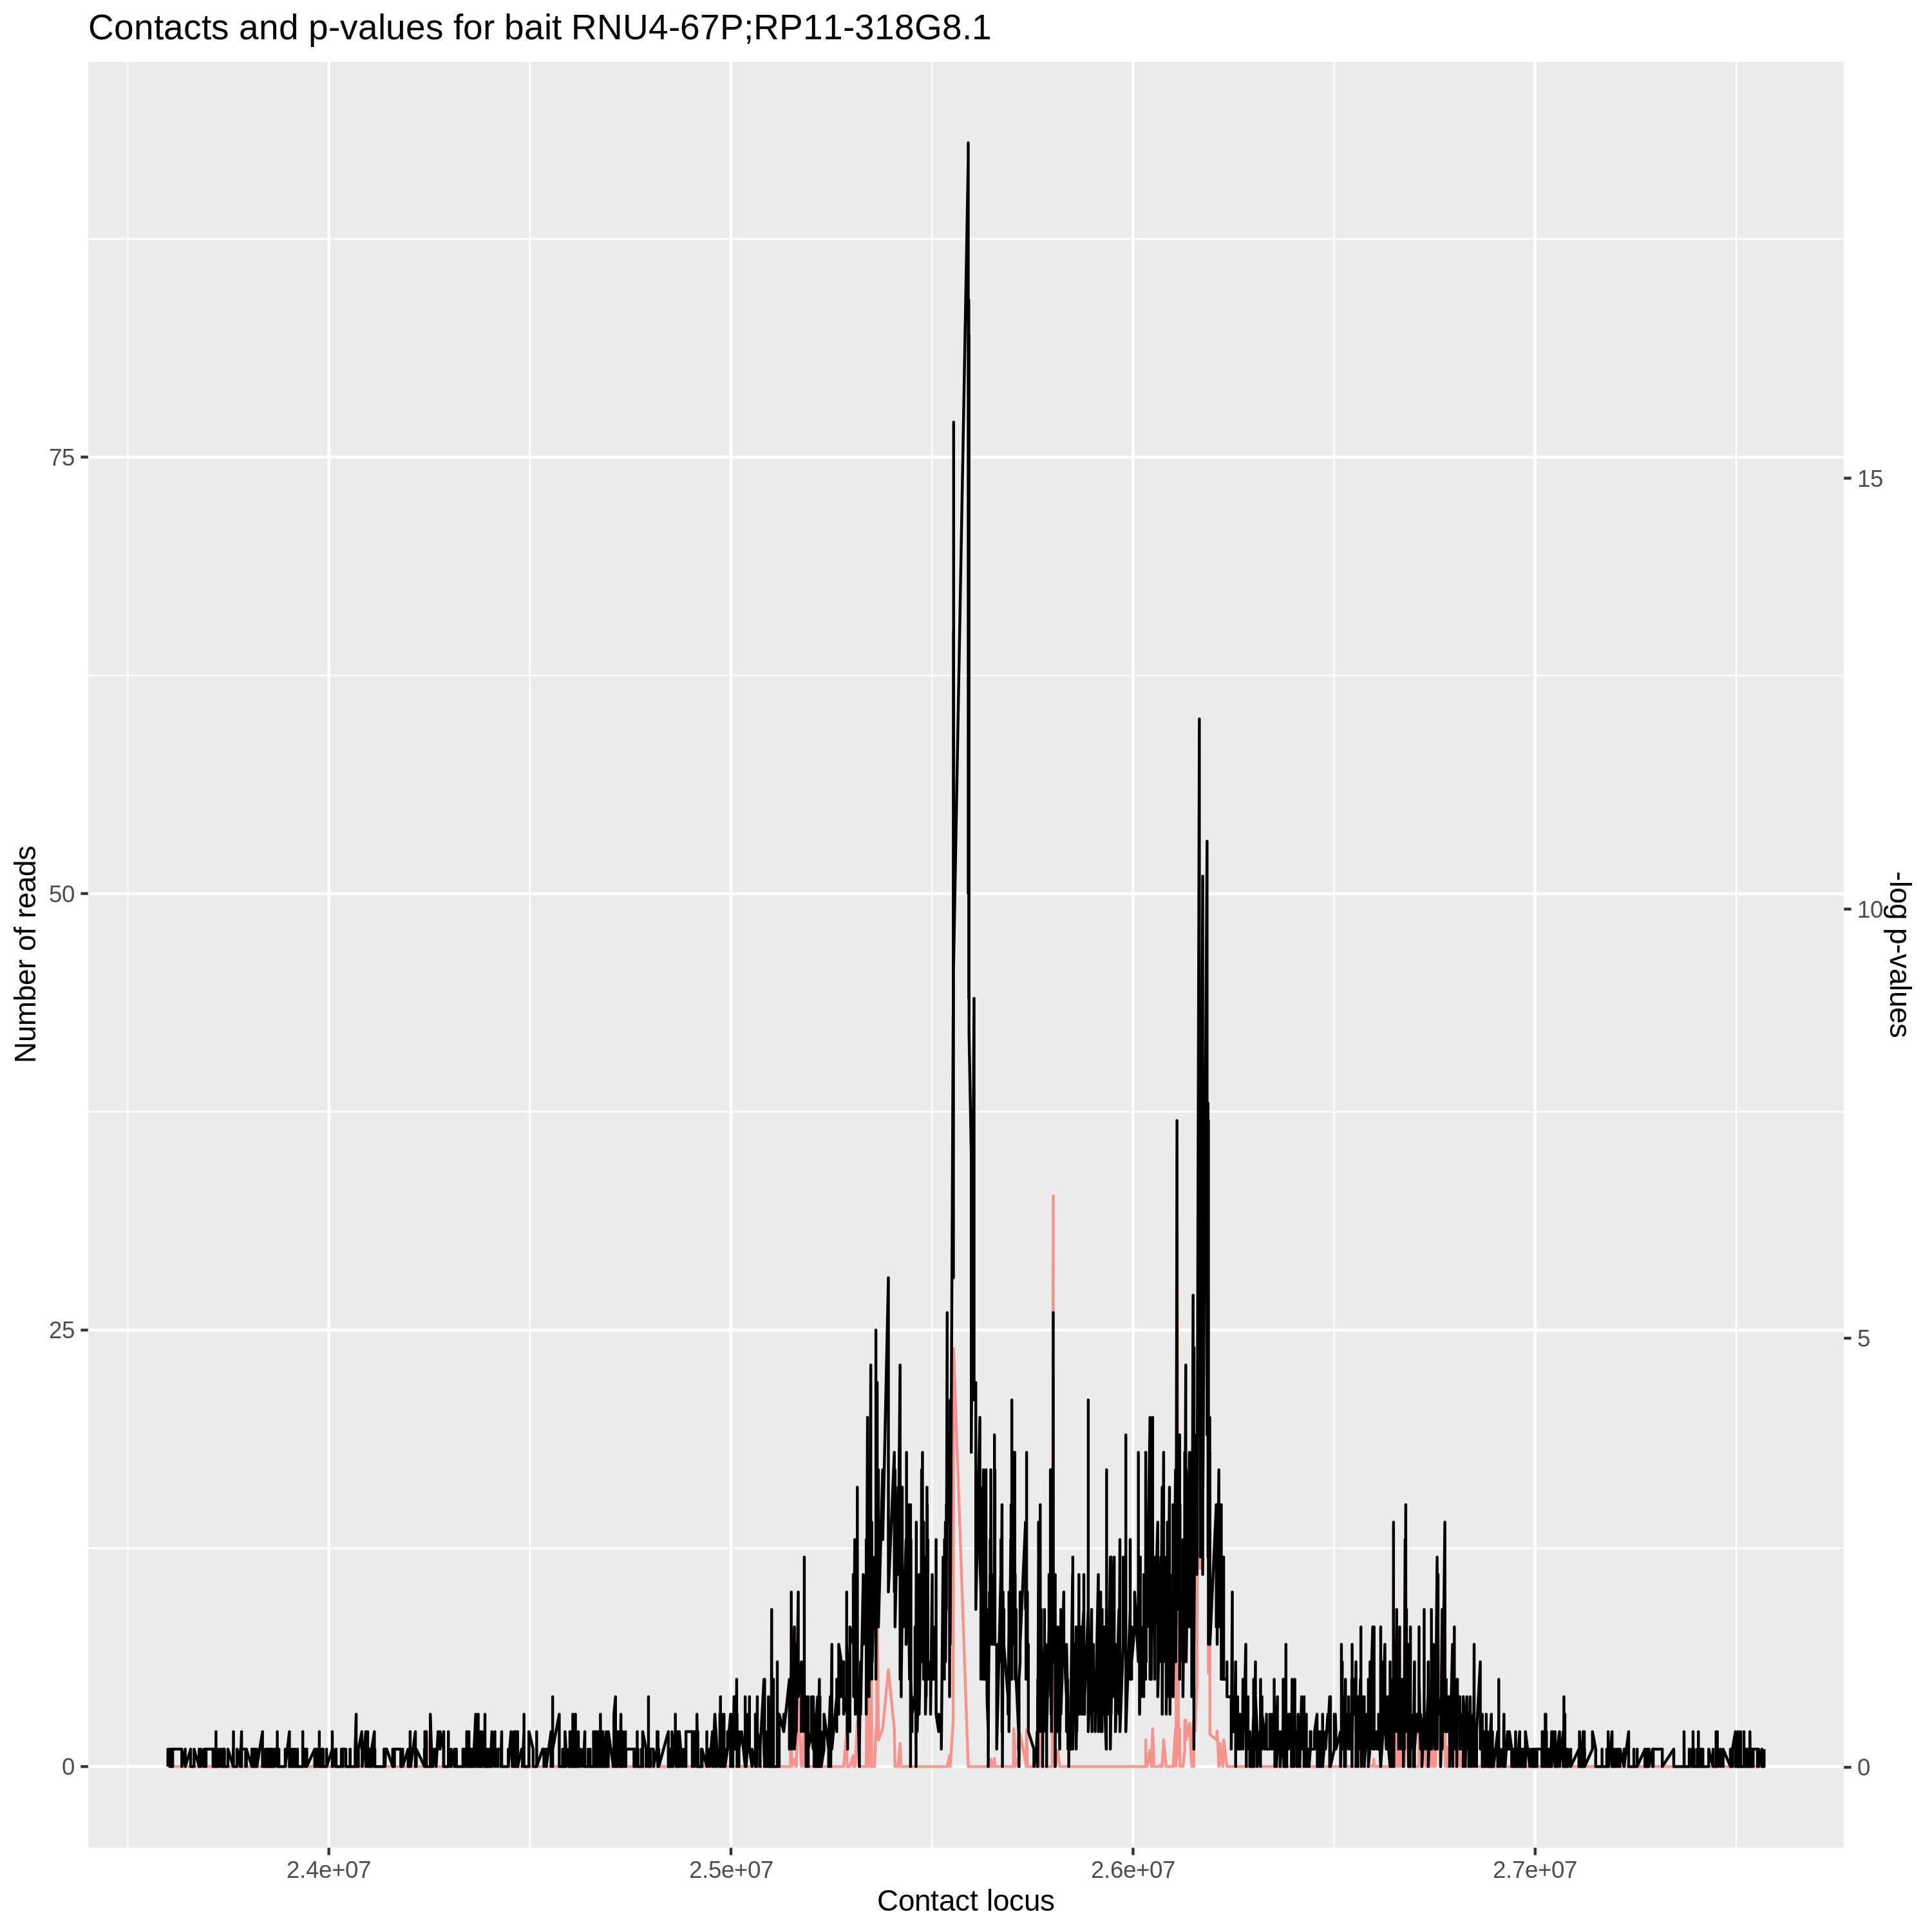 Contacts and p-values for bait RNU4-67P;RP11-318G8.1
Number of reads
75
50
25
0
15
10
5
0
-log p-values
2.4e+07 2.5e+07 2.6e+07 2.7e+07
Contact locus